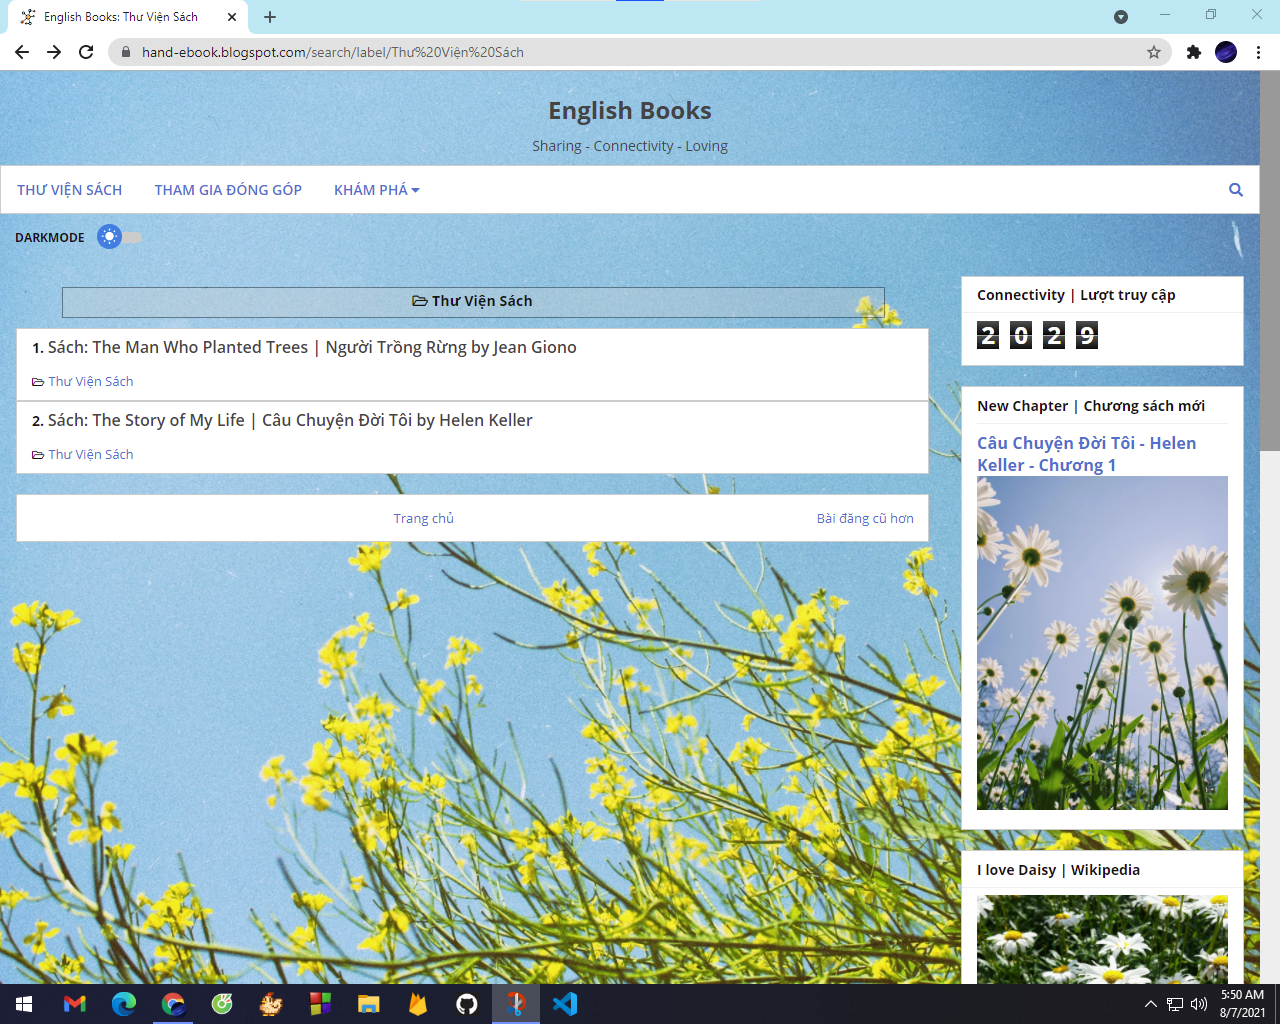 English Books: Thư Viện Sách
hand-ebook.blogspot.com/search/label/Thư%20Viện%20Sách
English Books
Sharing - Connectivity - Loving
THƯ VIỆN SÁCH THAM GIA ĐÓNG GÓP KHÁM PHÁ
DARKMODE
Thư Viện Sách
1. Sách: The Man Who Planted Trees | Người Trồng Rừng by Jean Giono
Thư Viện Sách
2. Sách: The Story of My Life | Câu Chuyện Đời Tôi by Helen Keller
Thư Viện Sách
Trang chủ Bài đăng cũ hơn
Connectivity | Lượt truy cập
2 0 2 9
New Chapter | Chương sách mới
Câu Chuyện Đời Tôi - Helen
Keller - Chương 1
I love Daisy | Wikipedia
5:50 AM
8/7/2021